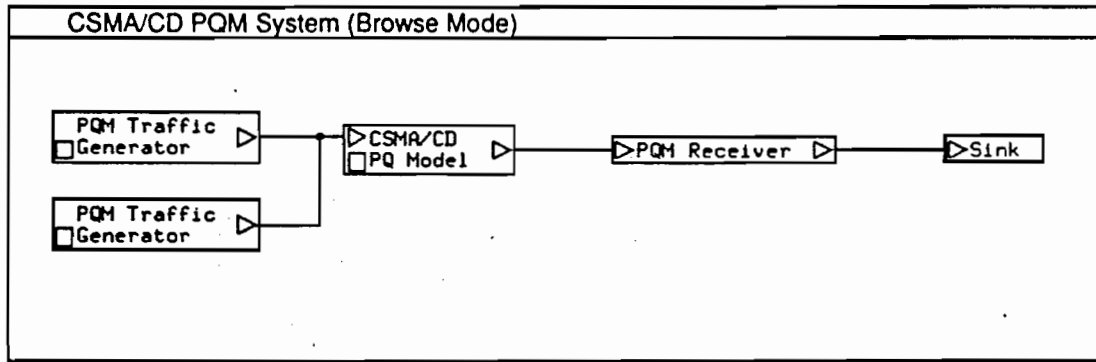 CSMA/CD PQM System (Browse Mode)
PQM Traffic
Generator
CSMA/CD
PQ Model
PQM Receiver
Sink
PQM Traffic
Generator